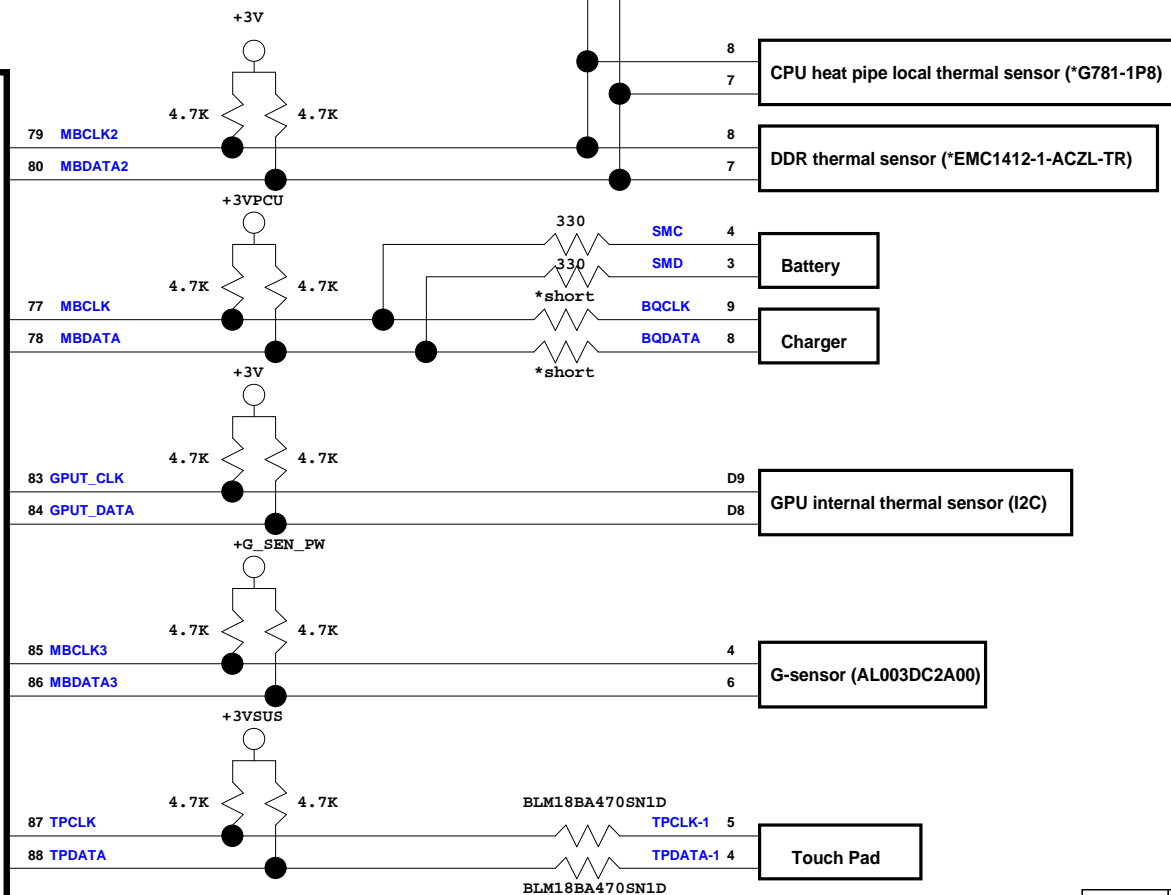 +3V
8
CPU heat pipe local thermal sensor (*G781-1P8)
7
4.7K 4.7K
79 MBCLK2 8
DDR thermal sensor (*EMC1412-1-ACZL-TR)
80 MBDATA2 7
+3VPCU
330 SMC 4
330 SMD 3
Battery
4.7K 4.7K
*short
77 MBCLK BQCLK 9
78 MBDATA BQDATA 8
Charger
+3V *short
4.7K 4.7K
83 GPUT_CLK D9
GPU internal thermal sensor (I2C)
84 GPUT_DATA D8
+G_SEN_PW
4.7K 4.7K
85 MBCLK3 4
G-sensor (AL003DC2A00)
86 MBDATA3 6
+3VSUS
4.7K 4.7K BLM18BA470SN1D
87 TPCLK TPCLK-1 5
88 TPDATA TPDATA-1 4
Touch Pad
BLM18BA470SN1D